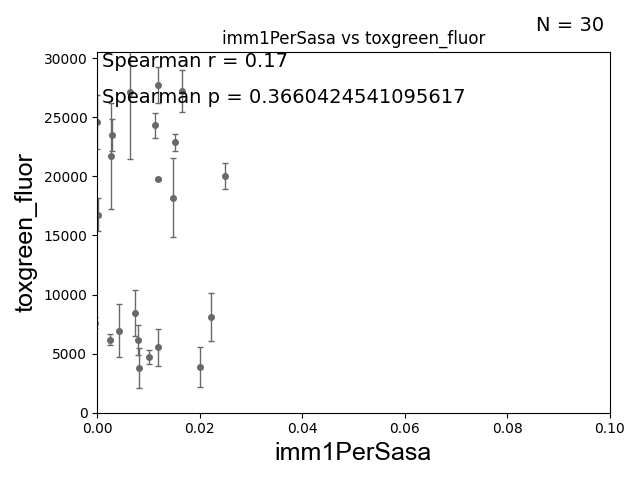 N = 30
imm1PerSasa vs toxgreen_fluor
Spearman r = 0.17
Spearman p = 0.3660424541095617
30000
25000
20000
15000
10000
5000
0
toxgreen_fluor
0.00 0.02 0.04 0.06 0.08 0.10
imm1PerSasa